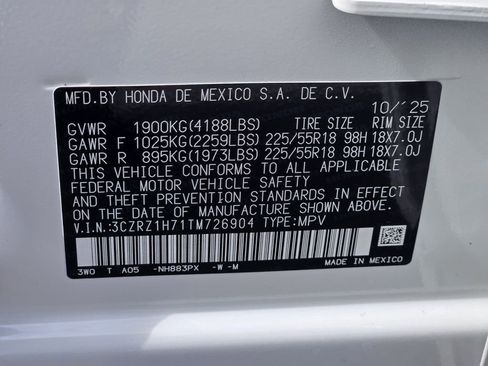 MFD.BY HONDA DE MEXICO S.A. DE C.V.
10/'25
GVWR 1900KG(4188LBS) TIRE SIZE RIM SIZE
GAWR F 1025KG(2259LBS) 225/55R18 98H 18X7.0J
GAWR R 895KG(1973LBS) 225/55R18 98H 18X7.0J
THIS VEHICLE CONFORMS TO ALL APPLICABLE
FEDERAL MOTOR VEHICLE SAFETY
AND THEFT PREVENTION STANDARDS IN
EFFECT ON THE DATE OF MANUFACTURE SHOWN ABOVE.
V.I.N.:3CZRZ1H71TM726904 TYPE:MPV
3W0 T A05 -NH883PX -W -M MADE IN MEXICO